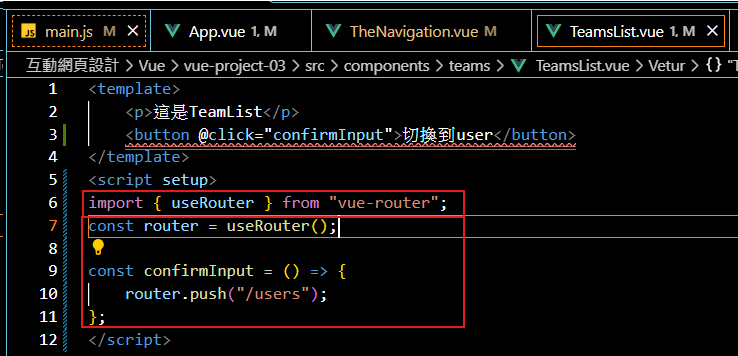 JS main.js App.vue 1, M TheNavigation.vue M TeamsList.vue 1, M
互動網頁設計 > Vue > vue-project-03 > src > components > teams > TeamsList.vue > Vetur > {} "T
1 <template>
2 <p>這是TeamList</p>
3 <button @click="confirmInput">切換到user</button>
4 </template>
5 <script setup>
6 import { useRouter } from "vue-router";
7 const router = useRouter();
8
9 const confirmInput = () => {
10 router.push("/users");
11 };
12 </script>